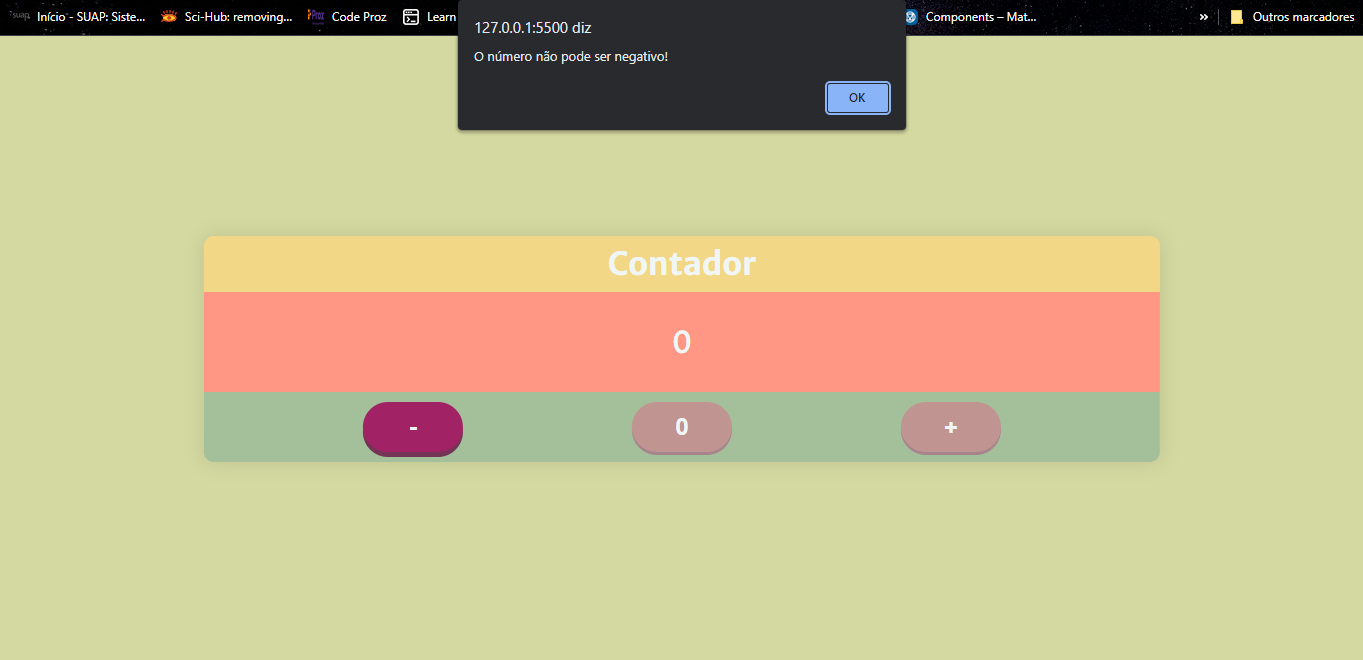 suap Início - SUAP: Siste... Sci-Hub: removing... Proz Code Proz Learn Components – Mat... » Outros marcadores
127.0.0.1:5500 diz
O número não pode ser negativo!
OK
Contador
0
- 0 +